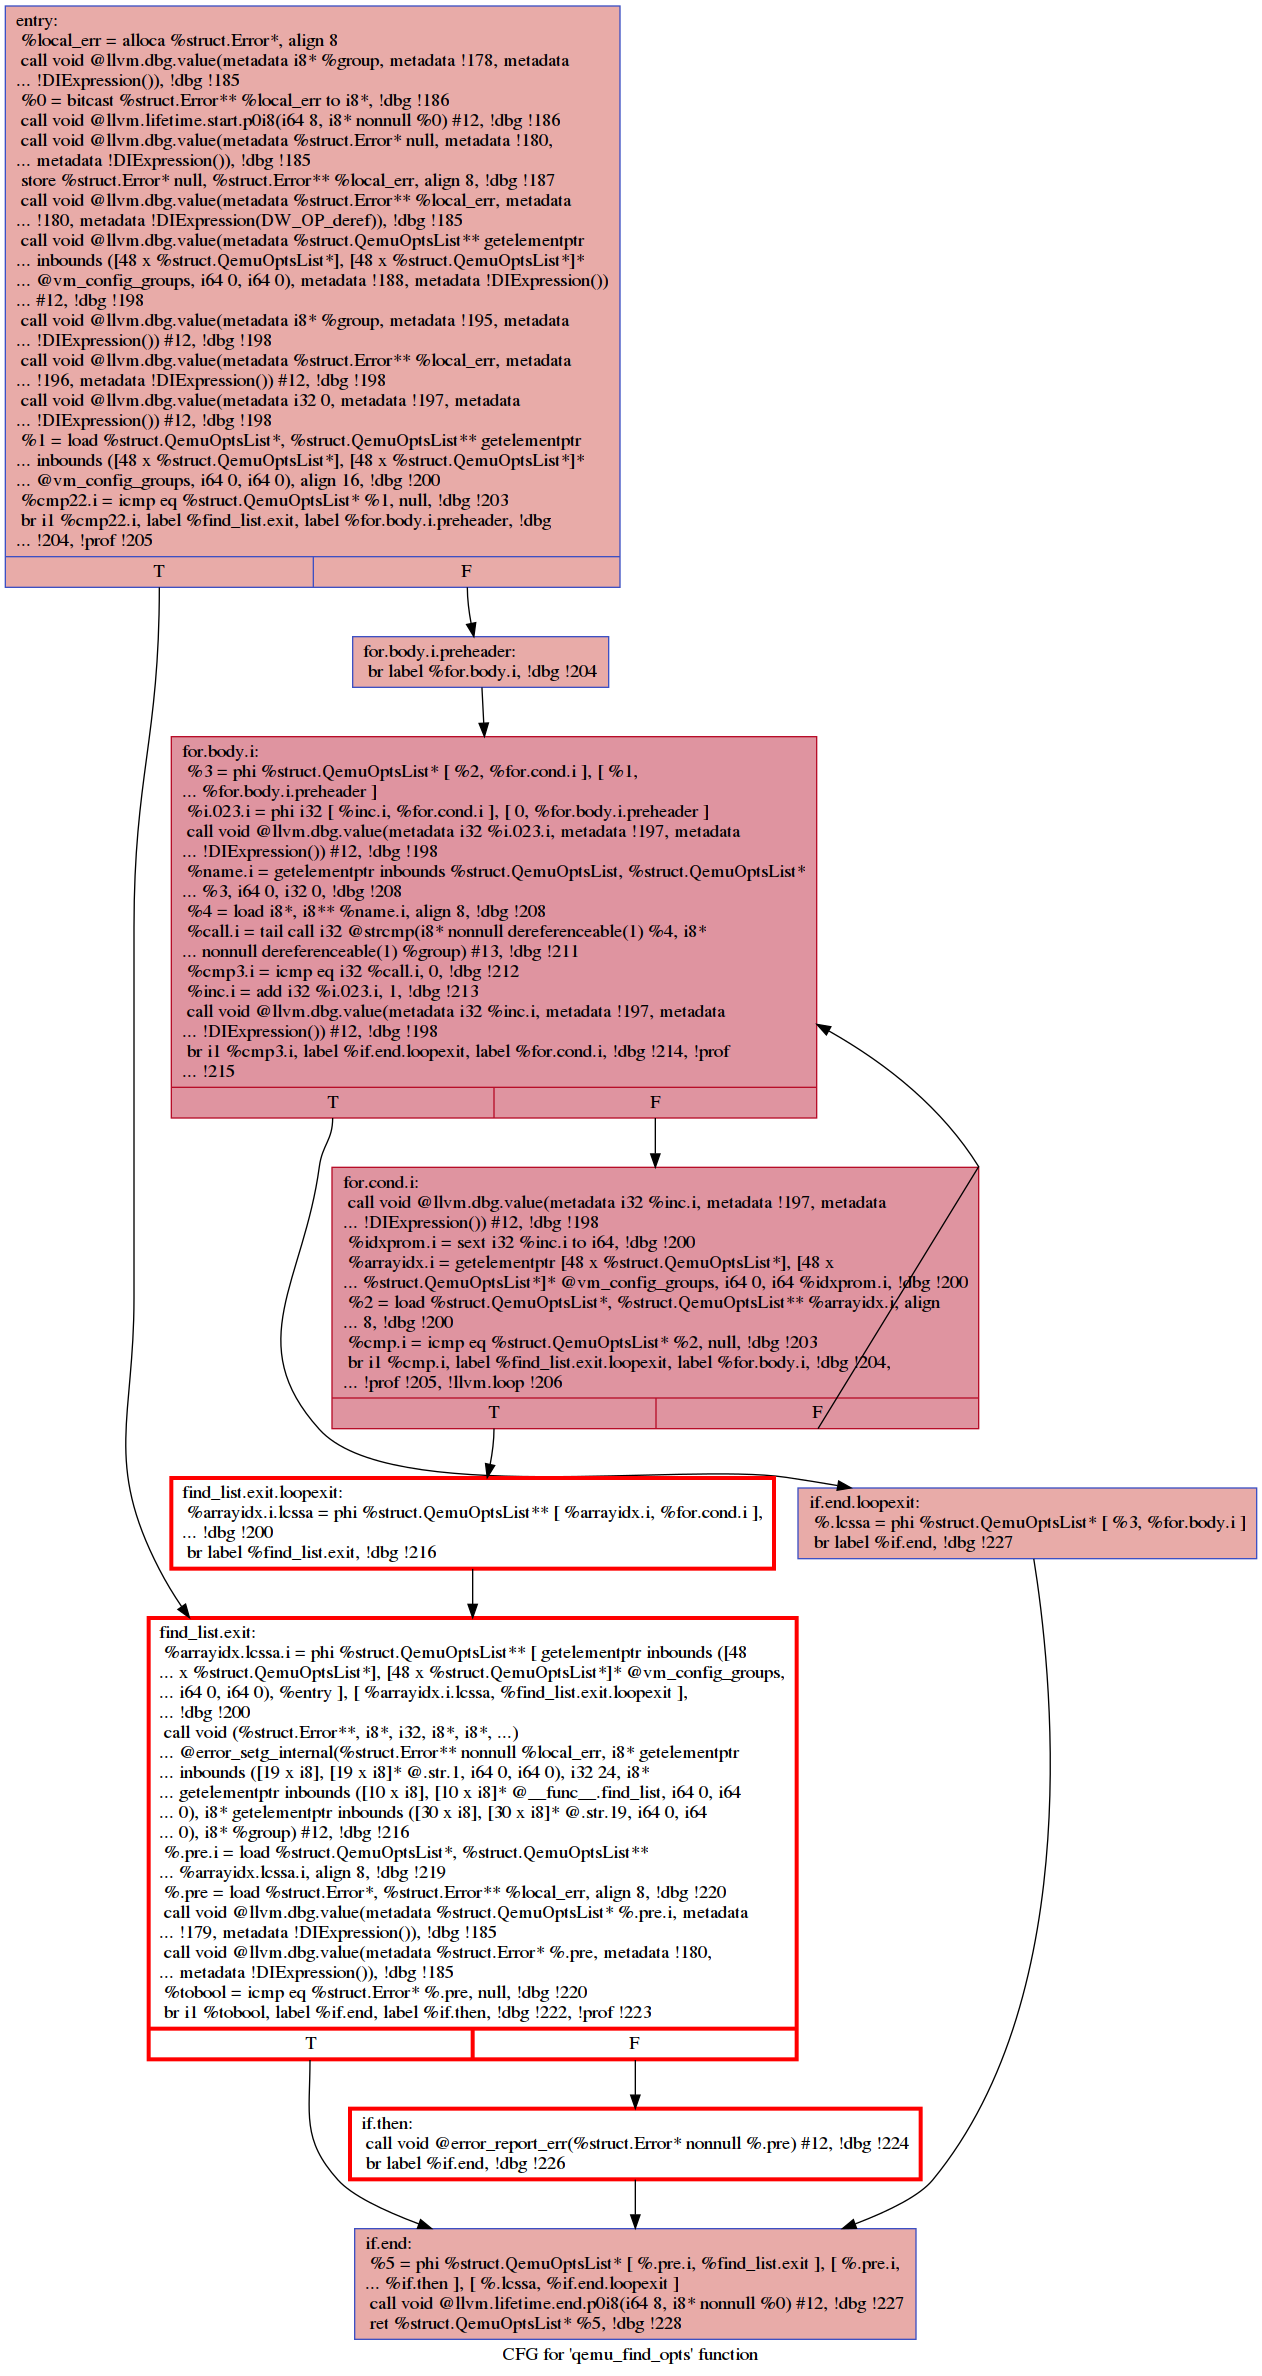 entry:
%local_err = alloca %struct.Error*, align 8
call void @llvm.dbg.value(metadata i8* %group, metadata !178, metadata
... !DIExpression()), !dbg !185
%0 = bitcast %struct.Error** %local_err to i8*, !dbg !186
call void @llvm.lifetime.start.p0i8(i64 8, i8* nonnull %0) #12, !dbg !186
call void @llvm.dbg.value(metadata %struct.Error* null, metadata !180,
... metadata !DIExpression()), !dbg !185
store %struct.Error* null, %struct.Error** %local_err, align 8, !dbg !187
call void @llvm.dbg.value(metadata %struct.Error** %local_err, metadata
... !180, metadata !DIExpression(DW_OP_deref)), !dbg !185
call void @llvm.dbg.value(metadata %struct.QemuOptsList** getelementptr
... inbounds ([48 x %struct.QemuOptsList*], [48 x %struct.QemuOptsList*]*
... @vm_config_groups, i64 0, i64 0), metadata !188, metadata !DIExpression())
... #12, !dbg !198
call void @llvm.dbg.value(metadata i8* %group, metadata !195, metadata
... !DIExpression()) #12, !dbg !198
call void @llvm.dbg.value(metadata %struct.Error** %local_err, metadata
... !196, metadata !DIExpression()) #12, !dbg !198
call void @llvm.dbg.value(metadata i32 0, metadata !197, metadata
... !DIExpression()) #12, !dbg !198
%1 = load %struct.QemuOptsList*, %struct.QemuOptsList** getelementptr
... inbounds ([48 x %struct.QemuOptsList*], [48 x %struct.QemuOptsList*]*
... @vm_config_groups, i64 0, i64 0), align 16, !dbg !200
%cmp22.i = icmp eq %struct.QemuOptsList* %1, null, !dbg !203
br i1 %cmp22.i, label %find_list.exit, label %for.body.i.preheader, !dbg
... !204, !prof !205
T F
for.body.i.preheader:
br label %for.body.i, !dbg !204
for.body.i:
%3 = phi %struct.QemuOptsList* [ %2, %for.cond.i ], [ %1,
... %for.body.i.preheader ]
%i.023.i = phi i32 [ %inc.i, %for.cond.i ], [ 0, %for.body.i.preheader ]
call void @llvm.dbg.value(metadata i32 %i.023.i, metadata !197, metadata
... !DIExpression()) #12, !dbg !198
%name.i = getelementptr inbounds %struct.QemuOptsList, %struct.QemuOptsList*
... %3, i64 0, i32 0, !dbg !208
%4 = load i8*, i8** %name.i, align 8, !dbg !208
%call.i = tail call i32 @strcmp(i8* nonnull dereferenceable(1) %4, i8*
... nonnull dereferenceable(1) %group) #13, !dbg !211
%cmp3.i = icmp eq i32 %call.i, 0, !dbg !212
%inc.i = add i32 %i.023.i, 1, !dbg !213
call void @llvm.dbg.value(metadata i32 %inc.i, metadata !197, metadata
... !DIExpression()) #12, !dbg !198
br i1 %cmp3.i, label %if.end.loopexit, label %for.cond.i, !dbg !214, !prof
... !215
T F
for.cond.i:
call void @llvm.dbg.value(metadata i32 %inc.i, metadata !197, metadata
... !DIExpression()) #12, !dbg !198
%idxprom.i = sext i32 %inc.i to i64, !dbg !200
%arrayidx.i = getelementptr [48 x %struct.QemuOptsList*], [48 x
... %struct.QemuOptsList*]* @vm_config_groups, i64 0, i64 %idxprom.i, !dbg !200
%2 = load %struct.QemuOptsList*, %struct.QemuOptsList** %arrayidx.i, align
... 8, !dbg !200
%cmp.i = icmp eq %struct.QemuOptsList* %2, null, !dbg !203
br i1 %cmp.i, label %find_list.exit.loopexit, label %for.body.i, !dbg !204,
... !prof !205, !llvm.loop !206
T F
find_list.exit.loopexit:
%arrayidx.i.lcssa = phi %struct.QemuOptsList** [ %arrayidx.i, %for.cond.i ],
... !dbg !200
br label %find_list.exit, !dbg !216
if.end.loopexit:
%.lcssa = phi %struct.QemuOptsList* [ %3, %for.body.i ]
br label %if.end, !dbg !227
find_list.exit:
%arrayidx.lcssa.i = phi %struct.QemuOptsList** [ getelementptr inbounds ([48
... x %struct.QemuOptsList*], [48 x %struct.QemuOptsList*]* @vm_config_groups,
... i64 0, i64 0), %entry ], [ %arrayidx.i.lcssa, %find_list.exit.loopexit ],
... !dbg !200
call void (%struct.Error**, i8*, i32, i8*, i8*, ...)
... @error_setg_internal(%struct.Error** nonnull %local_err, i8* getelementptr
... inbounds ([19 x i8], [19 x i8]* @.str.1, i64 0, i64 0), i32 24, i8*
... getelementptr inbounds ([10 x i8], [10 x i8]* @__func__.find_list, i64 0, i64
... 0), i8* getelementptr inbounds ([30 x i8], [30 x i8]* @.str.19, i64 0, i64
... 0), i8* %group) #12, !dbg !216
%.pre.i = load %struct.QemuOptsList*, %struct.QemuOptsList**
... %arrayidx.lcssa.i, align 8, !dbg !219
%.pre = load %struct.Error*, %struct.Error** %local_err, align 8, !dbg !220
call void @llvm.dbg.value(metadata %struct.QemuOptsList* %.pre.i, metadata
... !179, metadata !DIExpression()), !dbg !185
call void @llvm.dbg.value(metadata %struct.Error* %.pre, metadata !180,
... metadata !DIExpression()), !dbg !185
%tobool = icmp eq %struct.Error* %.pre, null, !dbg !220
br i1 %tobool, label %if.end, label %if.then, !dbg !222, !prof !223
T F
if.then:
call void @error_report_err(%struct.Error* nonnull %.pre) #12, !dbg !224
br label %if.end, !dbg !226
if.end:
%5 = phi %struct.QemuOptsList* [ %.pre.i, %find_list.exit ], [ %.pre.i,
... %if.then ], [ %.lcssa, %if.end.loopexit ]
call void @llvm.lifetime.end.p0i8(i64 8, i8* nonnull %0) #12, !dbg !227
ret %struct.QemuOptsList* %5, !dbg !228
CFG for 'qemu_find_opts' function